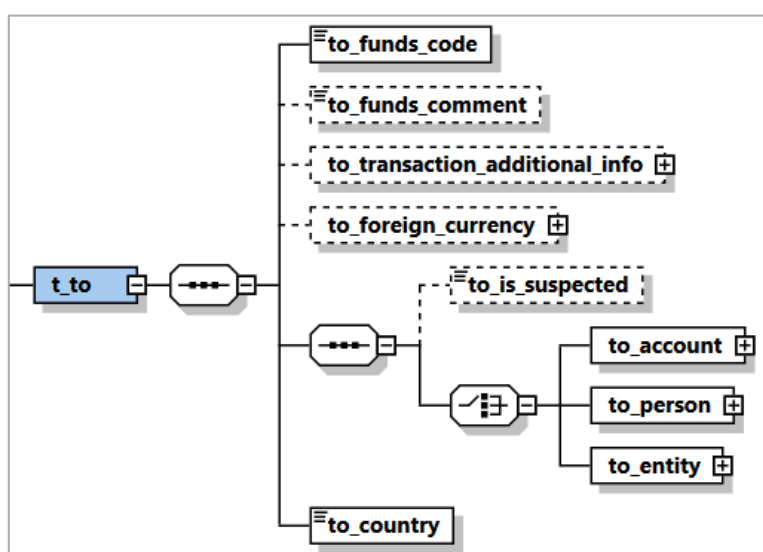 to_funds_code
to_funds_comment
to_transaction_additional_info
to_foreign_currency
t_to
to_is_suspected
to_account
to_person
to_entity
to_country